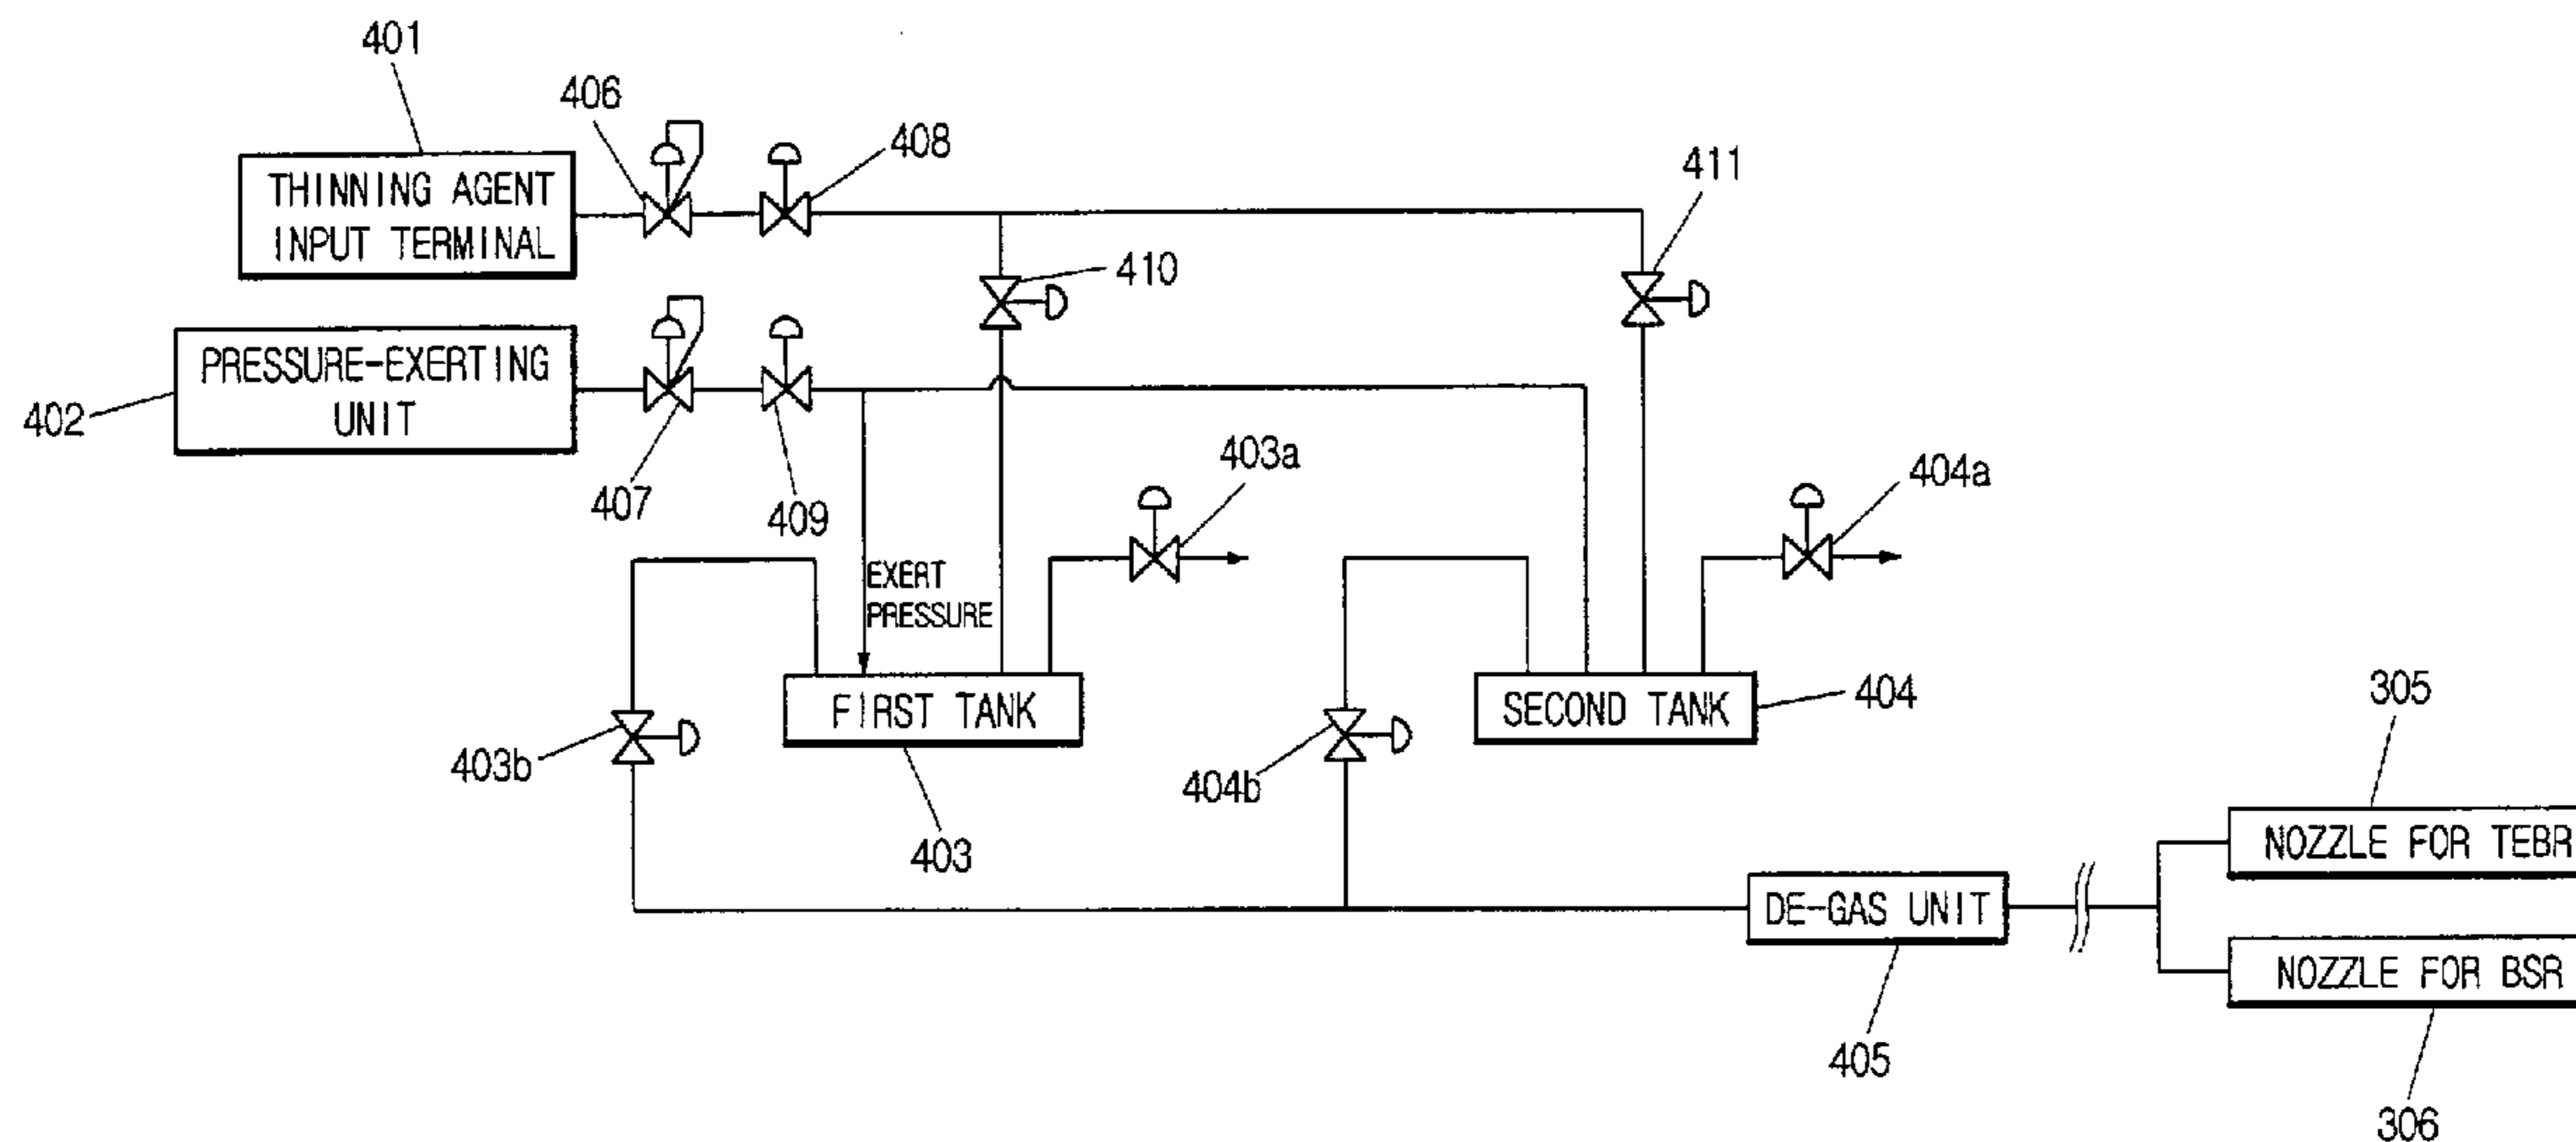 401
406
408
411
THINNING AGENT
INPUT TERMINAL
410
PRESSURE-EXERTING
UNIT
402
407
409
403a
404a
EXERT
PRESSURE
FIRST TANK
SECOND TANK
404
305
403b
404b
403
NOZZLE FOR TEBR
DE-GAS UNIT
NOZZLE FOR BSR
405
306